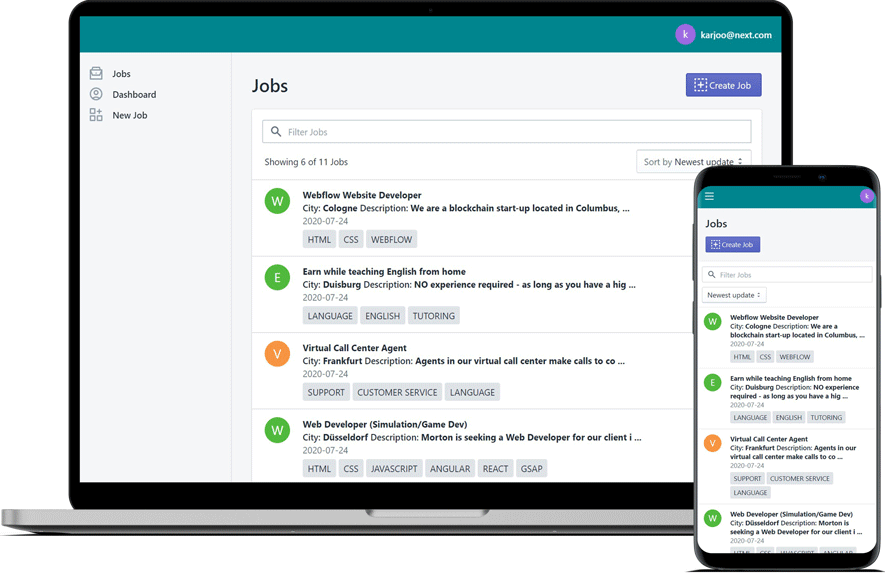 k karjoo@next.com
Jobs
Dashboard
New Job
Jobs
Create Job
Filter Jobs
Showing 6 of 11 Jobs
Sort by Newest update
W
Webflow Website Developer
City: Cologne Description: We are a blockchain start-up located in Columbus, ...
2020-07-24
HTML CSS WEBFLOW
E
Earn while teaching English from home
City: Duisburg Description: NO experience required - as long as you have a hig ...
2020-07-24
LANGUAGE ENGLISH TUTORING
V
Virtual Call Center Agent
City: Frankfurt Description: Agents in our virtual call center make calls to co ...
2020-07-24
SUPPORT CUSTOMER SERVICE LANGUAGE
W
Web Developer (Simulation/Game Dev)
City: Düsseldorf Description: Morton is seeking a Web Developer for our client i ...
2020-07-24
HTML CSS JAVASCRIPT ANGULAR REACT GSAP
k
Jobs
Create Job
Filter Jobs
Newest update
W
Webflow Website Developer
City: Cologne Description: We are a
blockchain start-up located in Columbus, ...
2020-07-24
HTML CSS WEBFLOW
E
Earn while teaching English from home
City: Duisburg Description: NO experience
required - as long as you have a hig ...
2020-07-24
LANGUAGE ENGLISH TUTORING
V
Virtual Call Center Agent
City: Frankfurt Description: Agents in our
virtual call center make calls to co ...
2020-07-24
SUPPORT CUSTOMER SERVICE
LANGUAGE
W
Web Developer (Simulation/Game Dev)
City: Düsseldorf Description: Morton is
seeking a Web Developer for our client i ...
2020-07-24
HTML CSS JAVASCRIPT ANGULAR